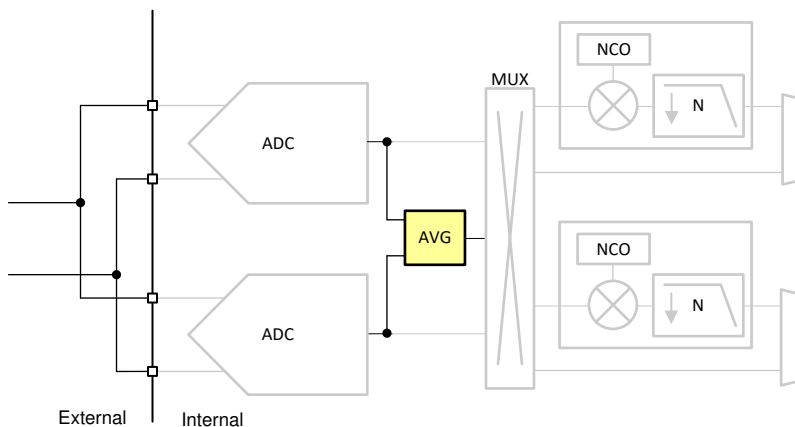 NCO
MUX
N
ADC
AVG
NCO
N
ADC
External
Internal